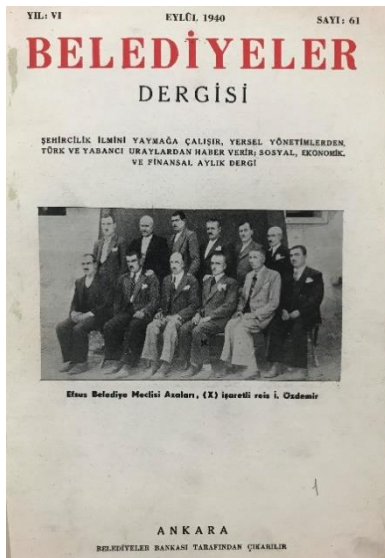 YIL: VI EYLÛL 1940 SAYI: 61
BELEDİYELER
DERGİSİ
ŞEHİRCİLİK İLMİNİ YAYMAĞA ÇALIŞIR, YERSEL YÖNETİMLERDEN,
TÜRK VE YABANCI URAYLARDAN HABER VERİR; SOSYAL, EKONOMİK,
VE FİNANSAL AYLIK DERGİ
X
Efsus Belediye Meclisi Azaları, (X) işaretli reis İ. Özdemir
1
ANKARA
BELEDİYELER BANKASI TARAFINDAN ÇIKARILIR